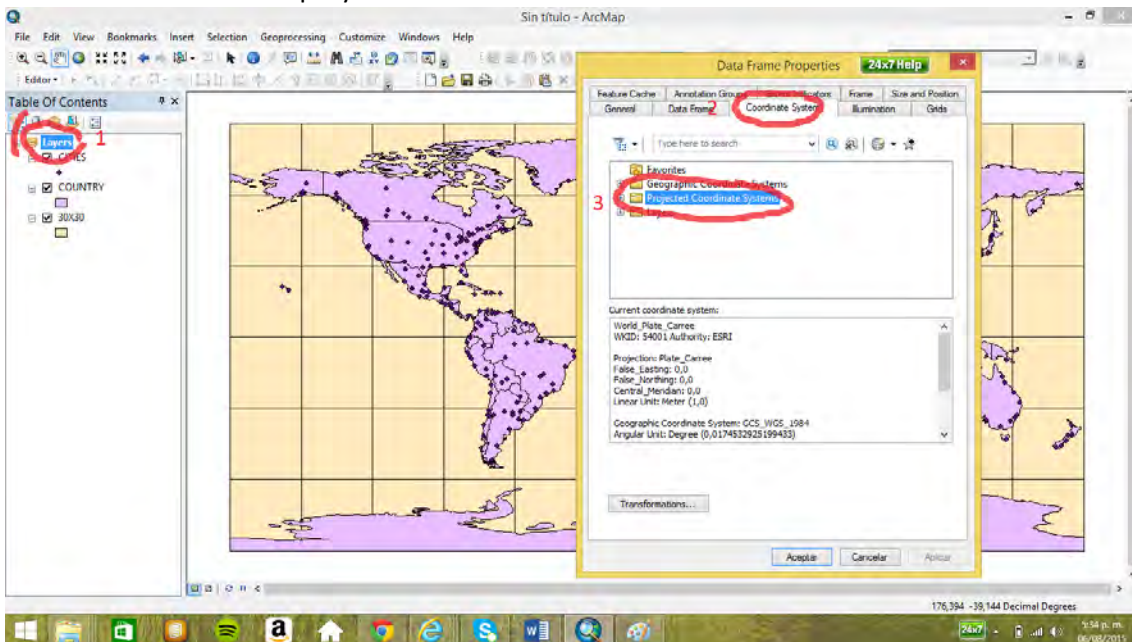 Sin título - ArcMap
File Edit View Bookmarks Insert Selection Geoprocessing Customize Windows Help
Editor
Table Of Contents
1
Layers
CITIES
COUNTRY
30X30
Data Frame Properties
24x7 Help
Feature Cache Annotation Groups Extent Indicators Frame Size and Position
General Data Frame 2 Coordinate System Illumination Grids
Type here to search
Favorites
Geographic Coordinate Systems
3 Projected Coordinate Systems
Layers
Current coordinate system:
World_Plate_Carree
WKID: 54001 Authority: ESRI
Projection: Plate_Carree
False_Easting: 0,0
False_Northing: 0,0
Central_Meridian: 0,0
Linear Unit: Meter (1,0)
Geographic Coordinate System: GCS_WGS_1984
Angular Unit: Degree (0,0174532925199433)
Transformations...
Aceptar Cancelar Aplicar
176,394 -39,144 Decimal Degrees
24x7
5:34 p. m.
06/08/2015